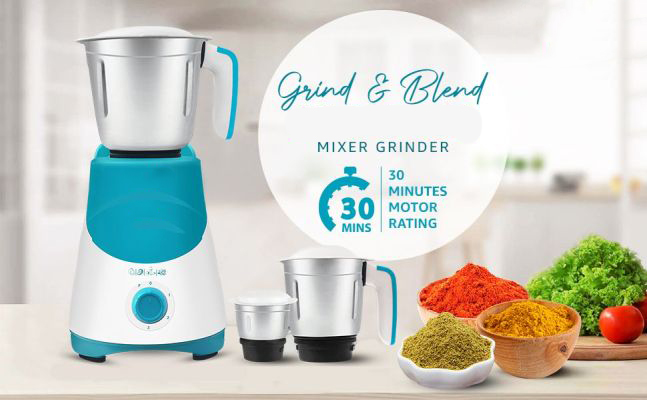 Grind & Blend
MIXER GRINDER
30
MINS
30
MINUTES
MOTOR
RATING